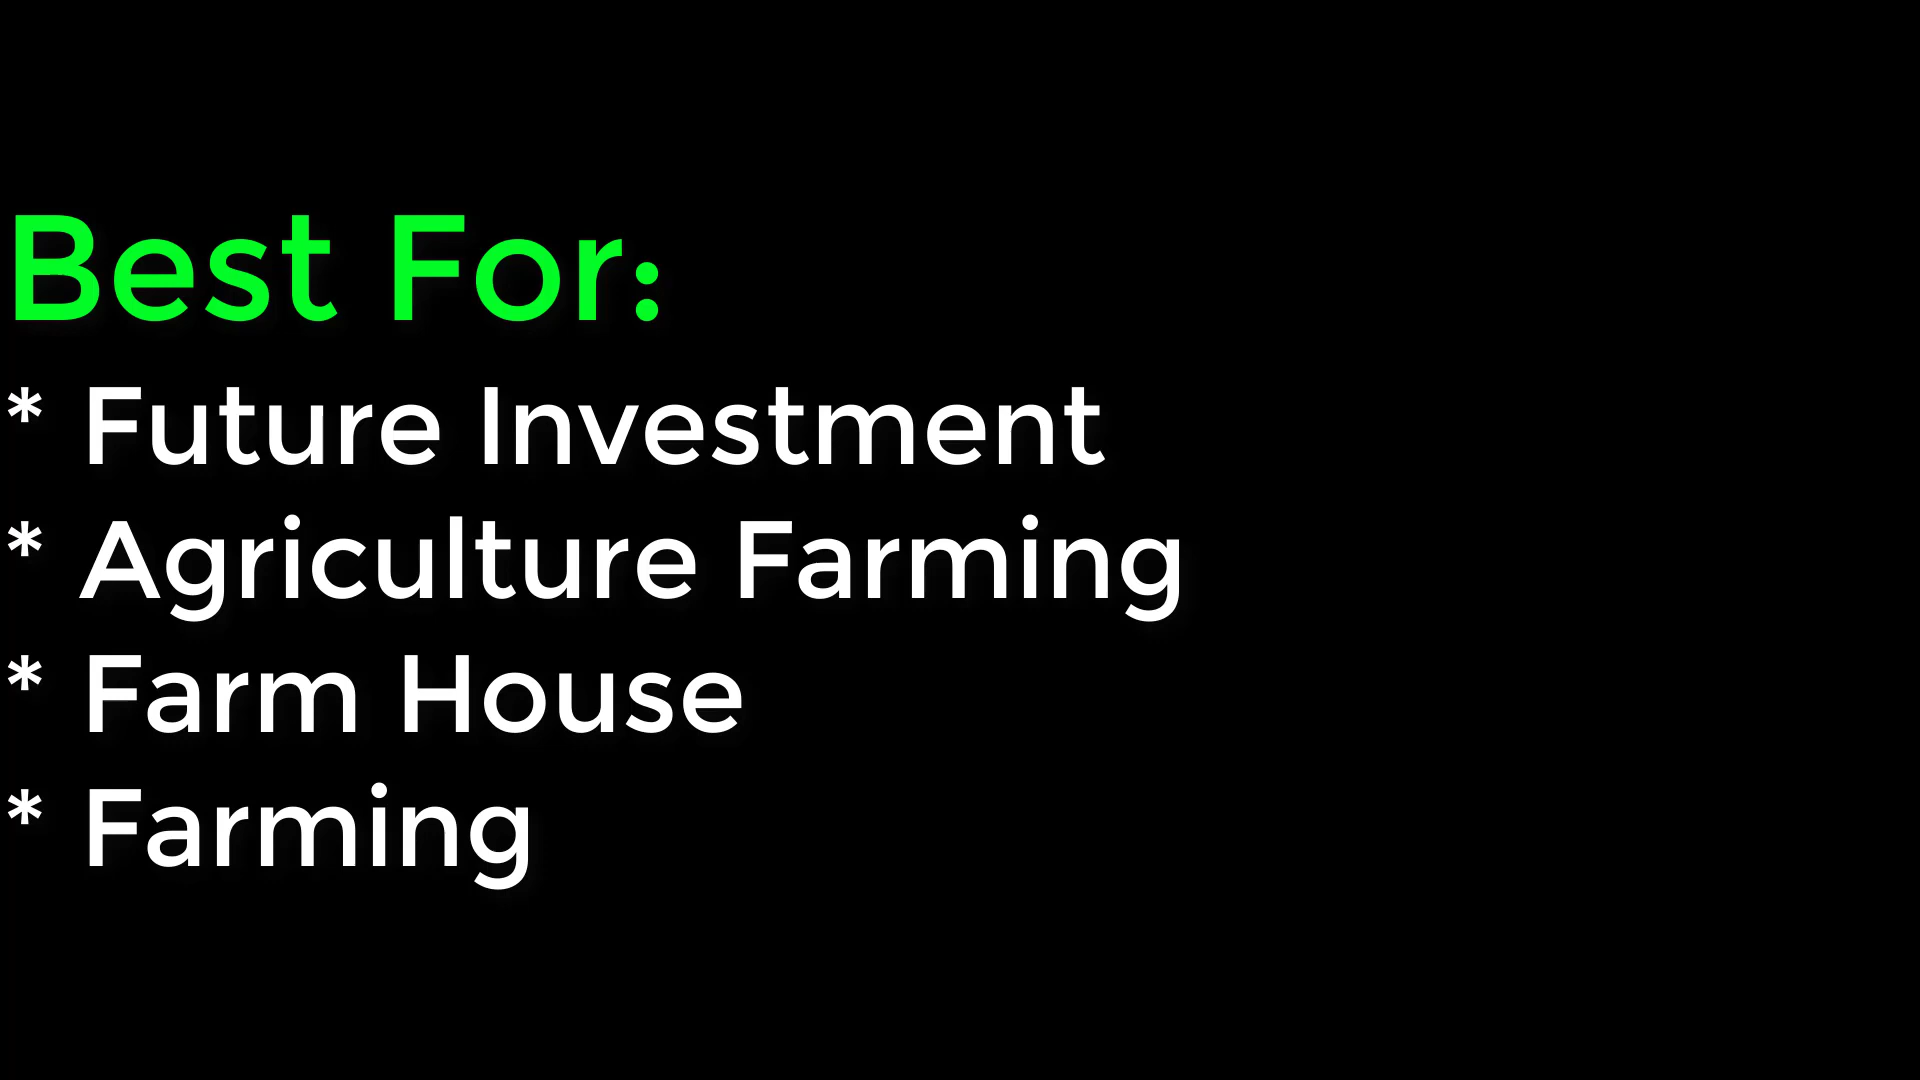 Best For:
* Future Investment
* Agriculture Farming
* Farm House
* Farming